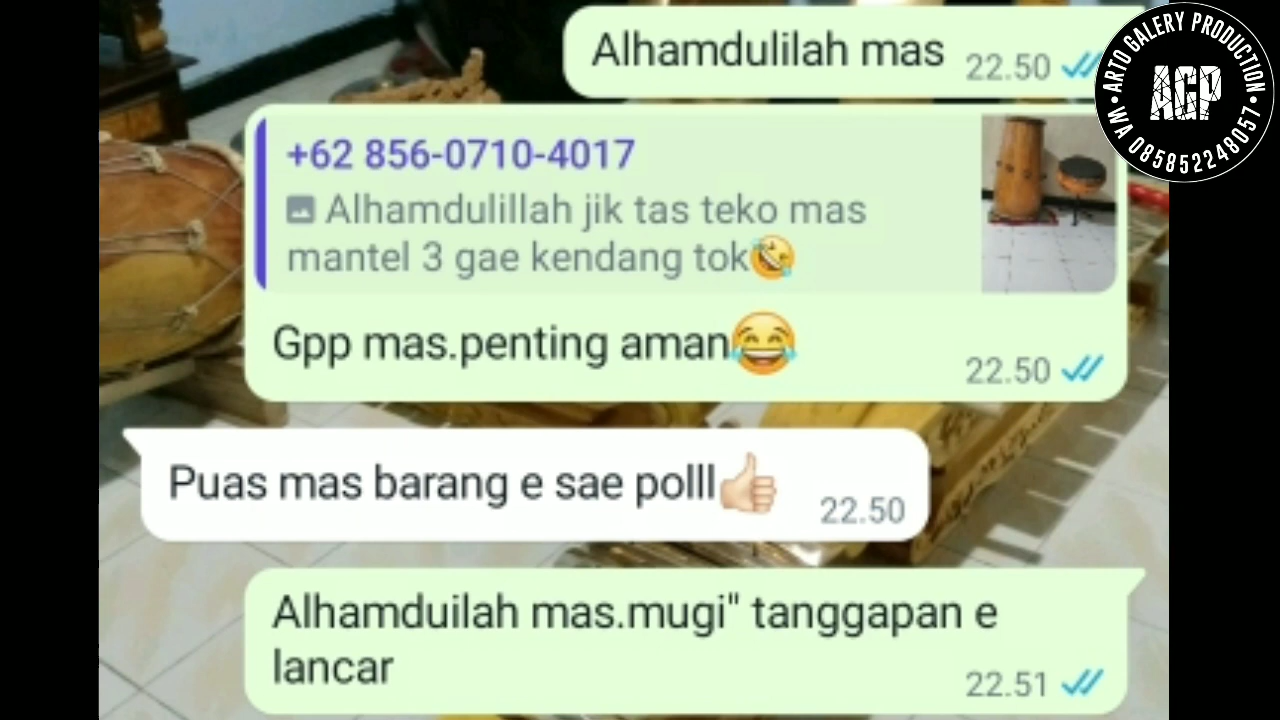 Alhamdulilah mas 22.50
+62 856-0710-4017
Alhamdulillah jik tas teko mas
mantel 3 gae kendang tok🤣
Gpp mas.penting aman😂
22.50
Puas mas barang e sae polll👍🏻
22.50
Alhamduilah mas.mugi" tanggapan e
lancar
22.51
ARTO GALERY PRODUCTION
AGP
WA 085852248057